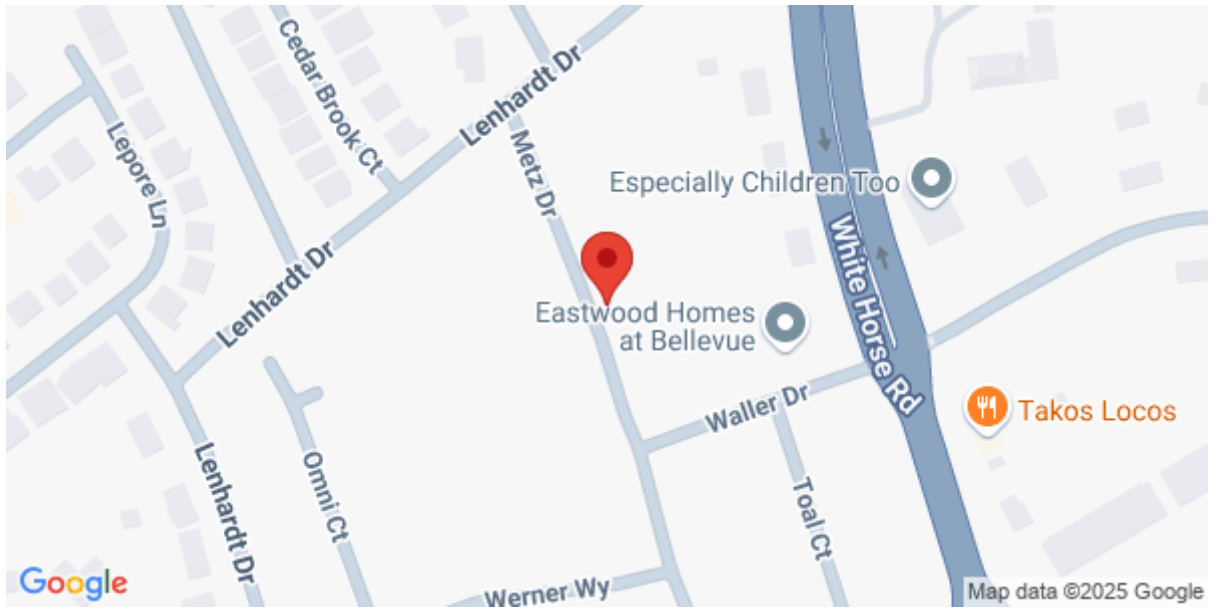 Cedar Brook Ct
Lenhardt Dr
Lepore Ln
Metz Dr
Especially Children Too
Lenhardt Dr
White Horse Rd
Eastwood Homes
at Bellevue
Waller Dr
Takos Locos
Lenhardt Dr
Omni Ct
Toal Ct
Werner Wy
Google
Map data ©2025 Google